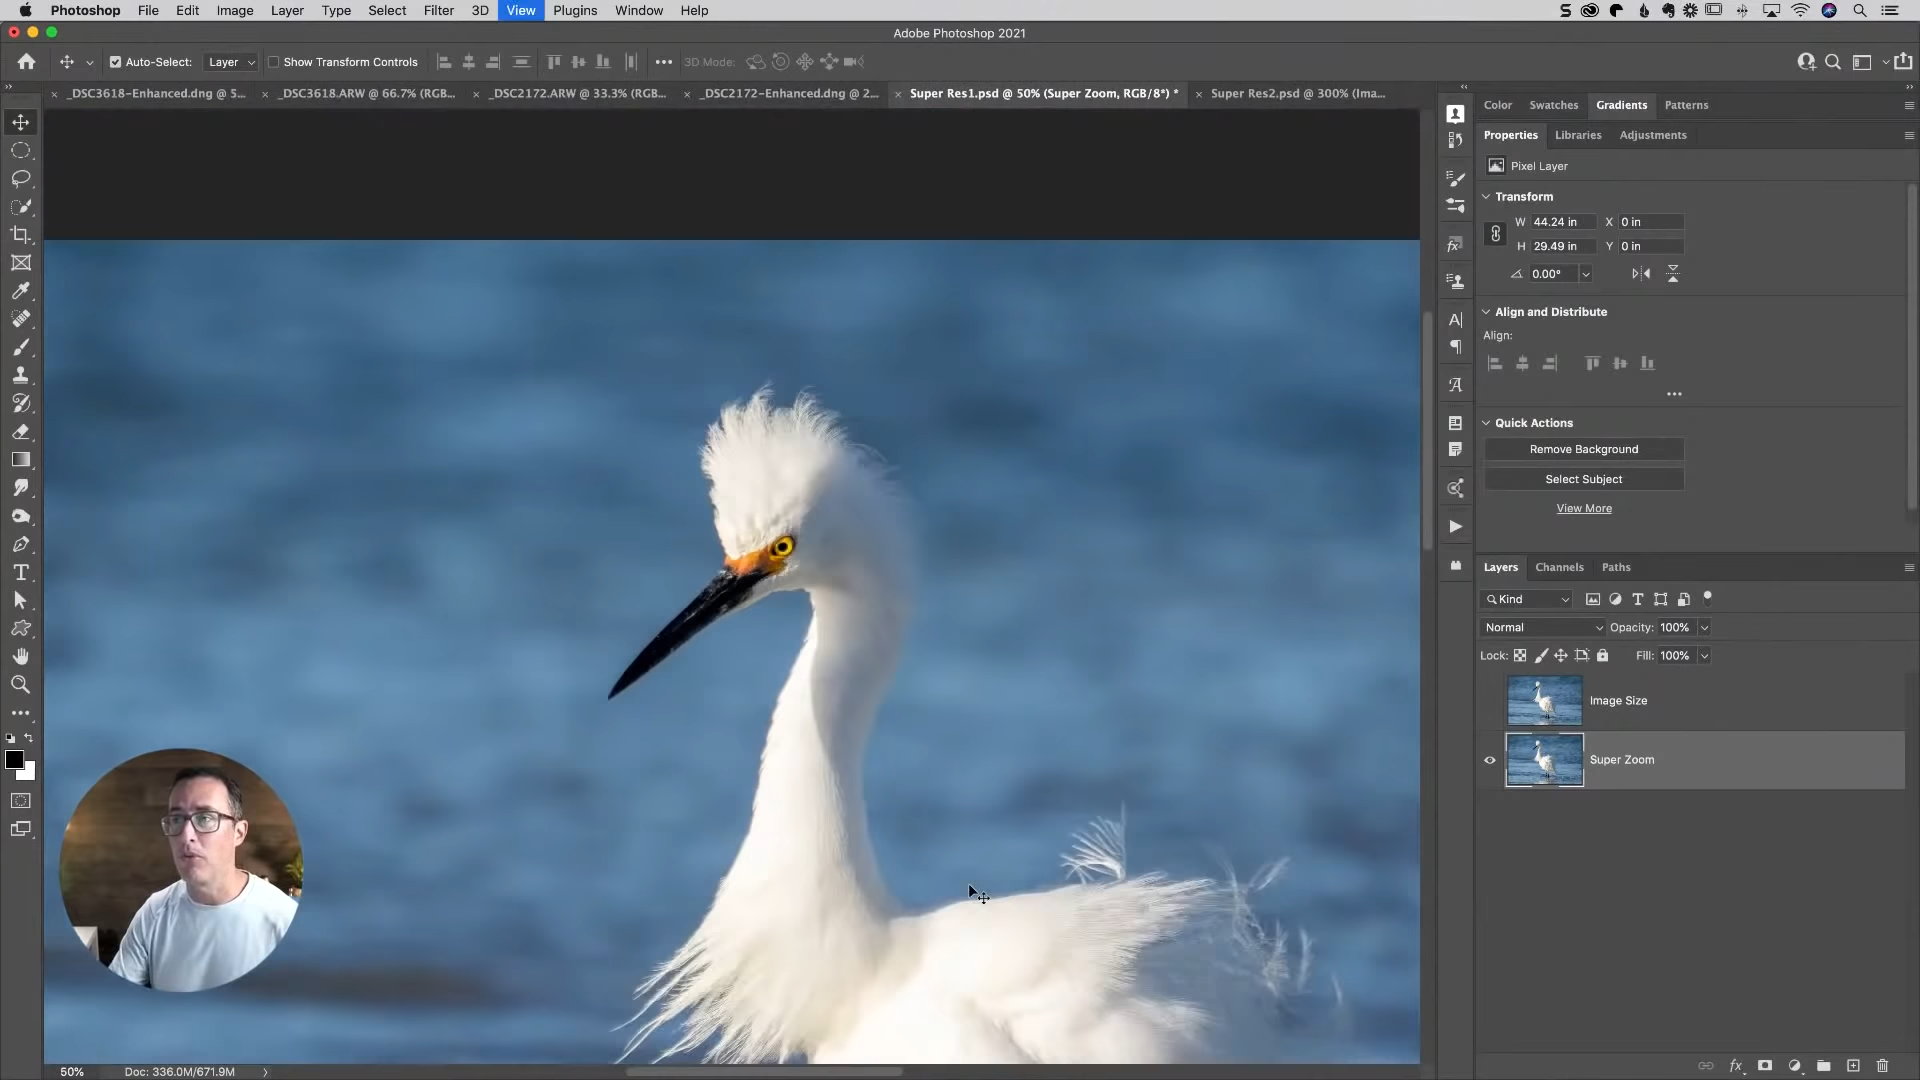 Photoshop File Edit Image Layer Type Select Filter 3D View Plugins Window Help
Adobe Photoshop 2021
Auto-Select: Layer Show Transform Controls 3D Mode:
_DSC3618-Enhanced.dng @ 5... _DSC3618.ARW @ 66.7% (RGB... _DSC2172.ARW @ 33.3% (RGB... _DSC2172-Enhanced.dng @ 2... Super Res1.psd @ 50% (Super Zoom, RGB/8*) * Super Res2.psd @ 300% (Ima...
Color Swatches Gradients Patterns
Properties Libraries Adjustments
Pixel Layer
Transform
W 44.24 in X 0 in
H 29.49 in Y 0 in
0.00°
Align and Distribute
Align:
Quick Actions
Remove Background
Select Subject
View More
Layers Channels Paths
Kind
Normal Opacity: 100%
Lock: Fill: 100%
Image Size
Super Zoom
50% Doc: 336.0M/671.9M